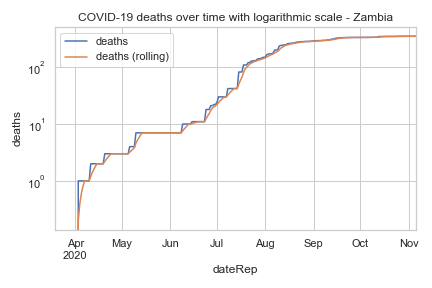 COVID-19 deaths over time with logarithmic scale - Zambia
deaths
deaths (rolling)
10²
10¹
10⁰
deaths
Apr
2020
May
Jun
Jul
Aug
Sep
Oct
Nov
dateRep